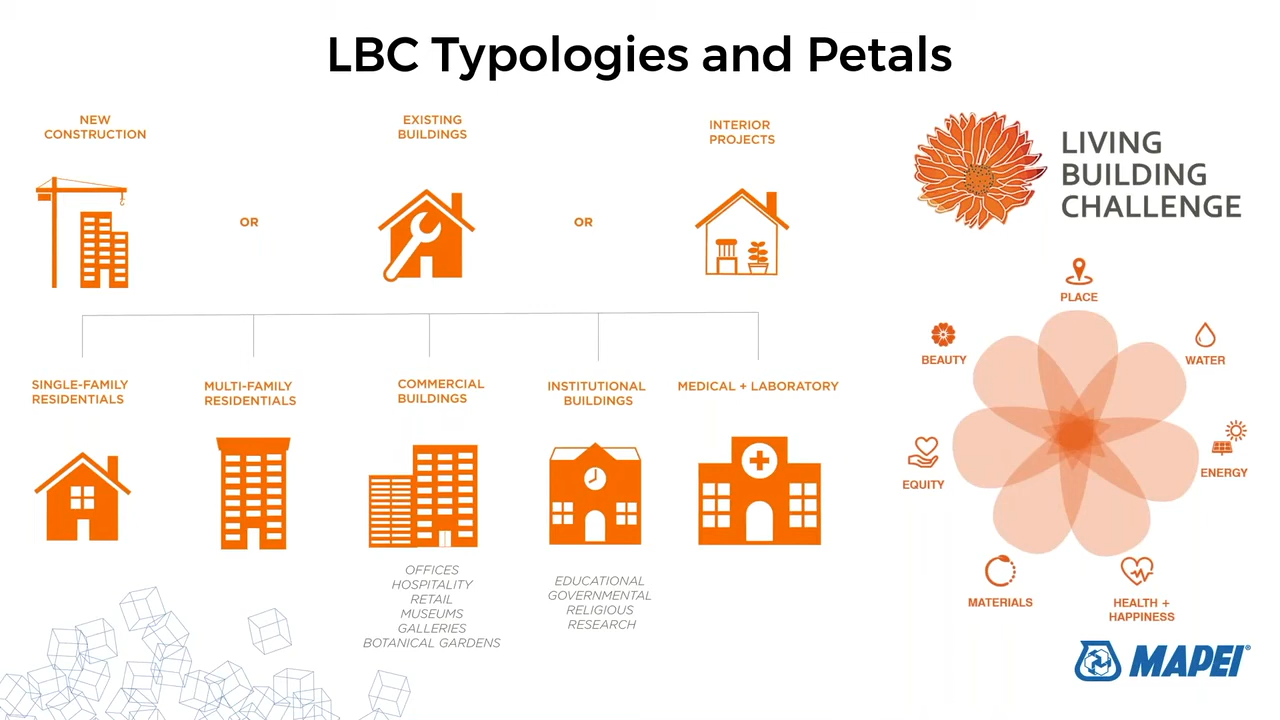 LBC Typologies and Petals
NEW
CONSTRUCTION
OR
EXISTING
BUILDINGS
OR
INTERIOR
PROJECTS
SINGLE-FAMILY
RESIDENTIALS
MULTI-FAMILY
RESIDENTIALS
COMMERCIAL
BUILDINGS
OFFICES
HOSPITALITY
RETAIL
MUSEUMS
GALLERIES
BOTANICAL GARDENS
INSTITUTIONAL
BUILDINGS
EDUCATIONAL
GOVERNMENTAL
RELIGIOUS
RESEARCH
MEDICAL + LABORATORY
LIVING
BUILDING
CHALLENGE
PLACE
WATER
ENERGY
HEALTH +
HAPPINESS
MATERIALS
EQUITY
BEAUTY
MAPEI®